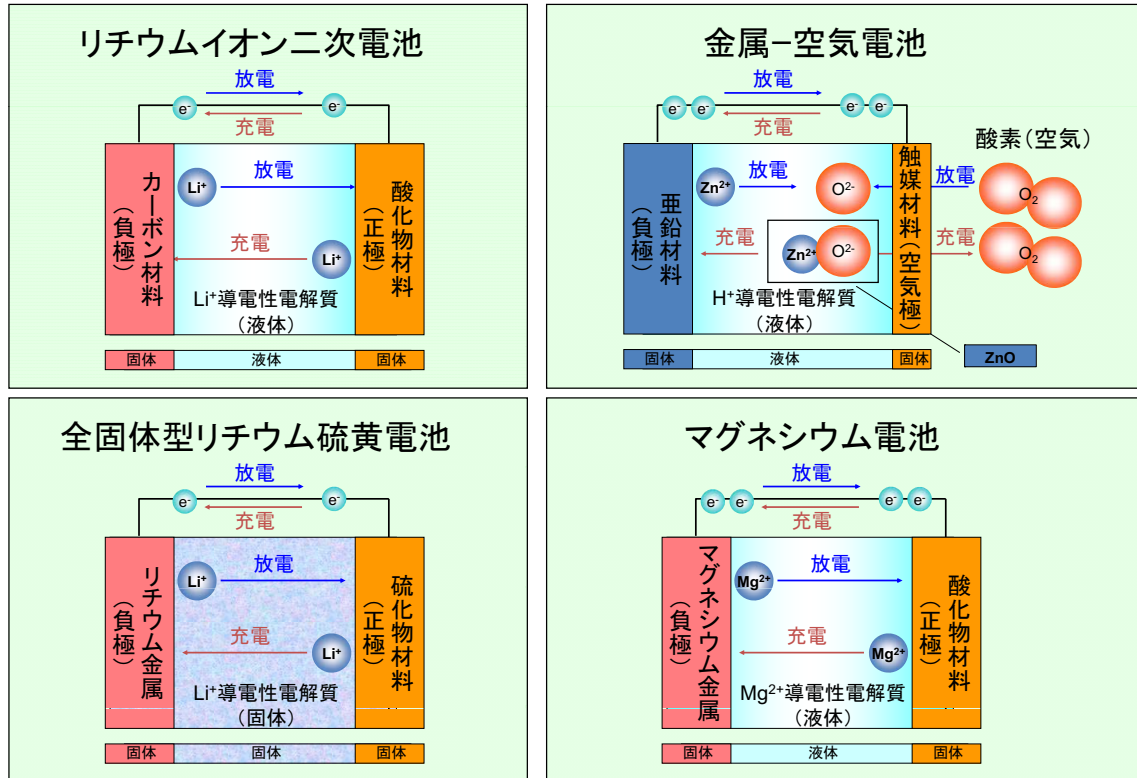 リチウムイオン二次電池
放電
e-
e-
充電
カーボン材料
(負極)
Li+
放電
充電
Li+
Li+導電性電解質
(液体)
酸化物材料
(正極)
固体
液体
固体
金属−空気電池
放電
e-
e-
e-
e-
充電
亜鉛材料
(負極)
Zn2+
放電
O2-
充電
Zn2+
O2-
H+導電性電解質
(液体)
触媒材料(空気極)
酸素(空気)
放電
O2
充電
O2
固体
液体
固体
ZnO
全固体型リチウム硫黄電池
放電
e-
e-
充電
リチウム金属
(負極)
Li+
放電
充電
Li+
Li+導電性電解質
(固体)
硫化物材料
(正極)
固体
固体
固体
マグネシウム電池
放電
e-
e-
e-
e-
充電
マグネシウム金属
(負極)
Mg2+
放電
充電
Mg2+
Mg2+導電性電解質
(液体)
酸化物材料
(正極)
固体
液体
固体